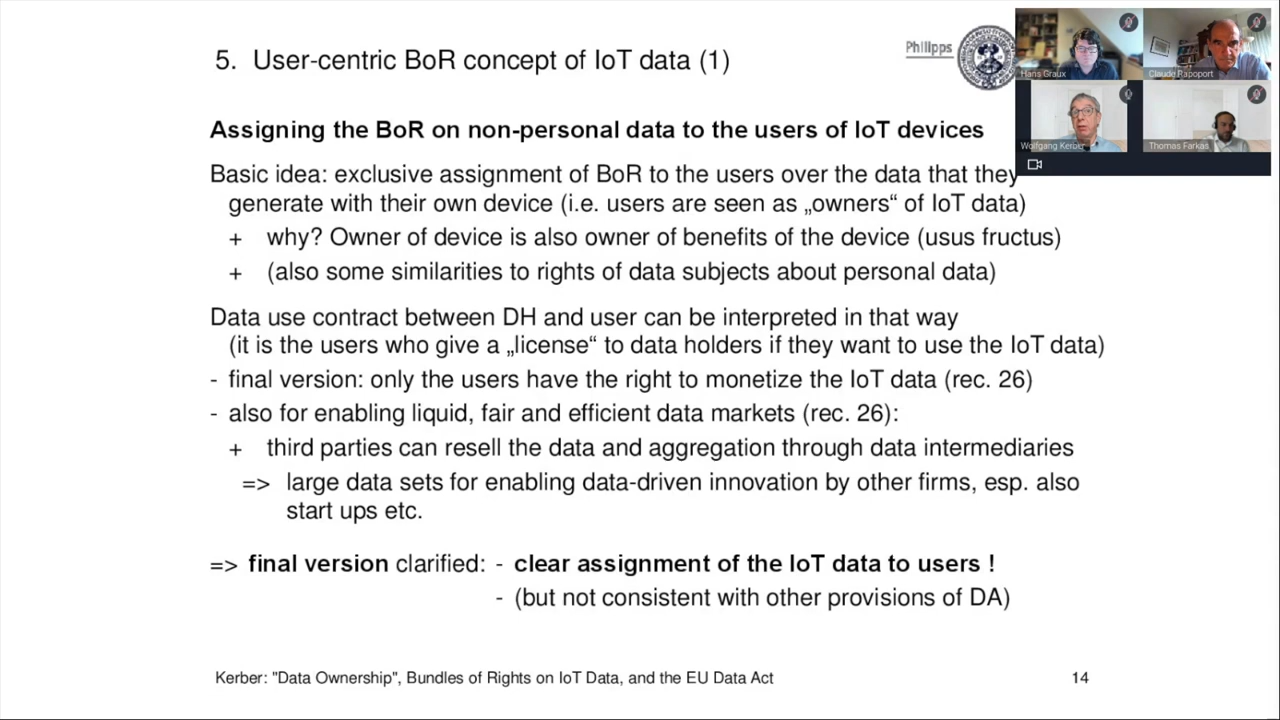 5. User-centric BoR concept of IoT data (1)
Philipps
Hans Graux
Claude Rapoport
Wolfgang Kerber
Thomas Farkas
Assigning the BoR on non-personal data to the users of IoT devices
Basic idea: exclusive assignment of BoR to the users over the data that they
generate with their own device (i.e. users are seen as „owners“ of IoT data)
+ why? Owner of device is also owner of benefits of the device (usus fructus)
+ (also some similarities to rights of data subjects about personal data)
Data use contract between DH and user can be interpreted in that way
(it is the users who give a „license“ to data holders if they want to use the IoT data)
- final version: only the users have the right to monetize the IoT data (rec. 26)
- also for enabling liquid, fair and efficient data markets (rec. 26):
+ third parties can resell the data and aggregation through data intermediaries
=> large data sets for enabling data-driven innovation by other firms, esp. also
start ups etc.
=> final version clarified: - clear assignment of the IoT data to users !
- (but not consistent with other provisions of DA)
Kerber: "Data Ownership", Bundles of Rights on IoT Data, and the EU Data Act
14